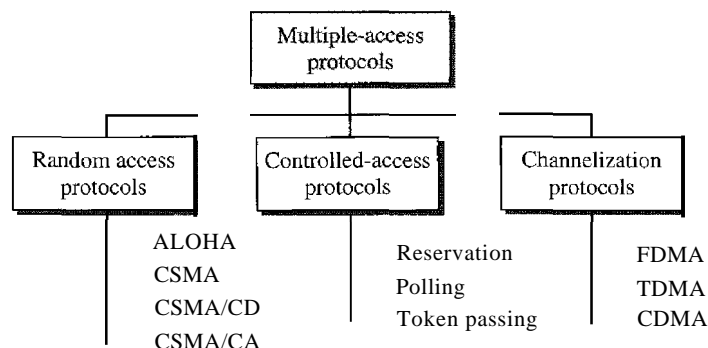 Multiple-access
protocols
Random access
protocols
Controlled-access
protocols
Channelization
protocols
ALOHA
CSMA
CSMA/CD
CSMA/CA
Reservation
Polling
Token passing
FDMA
TDMA
CDMA